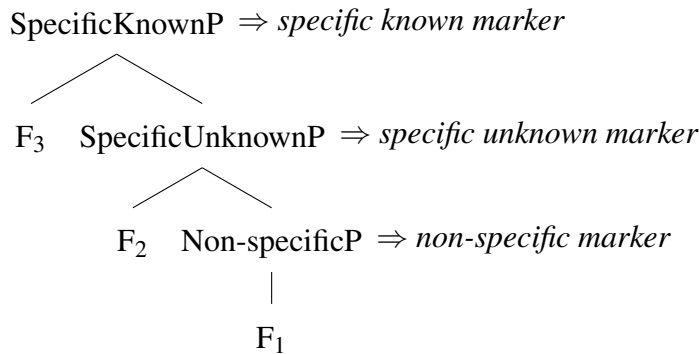 SpecificKnownP ⇒ specific known marker
F₃ SpecificUnknownP ⇒ specific unknown marker
F₂ Non-specificP ⇒ non-specific marker
F₁